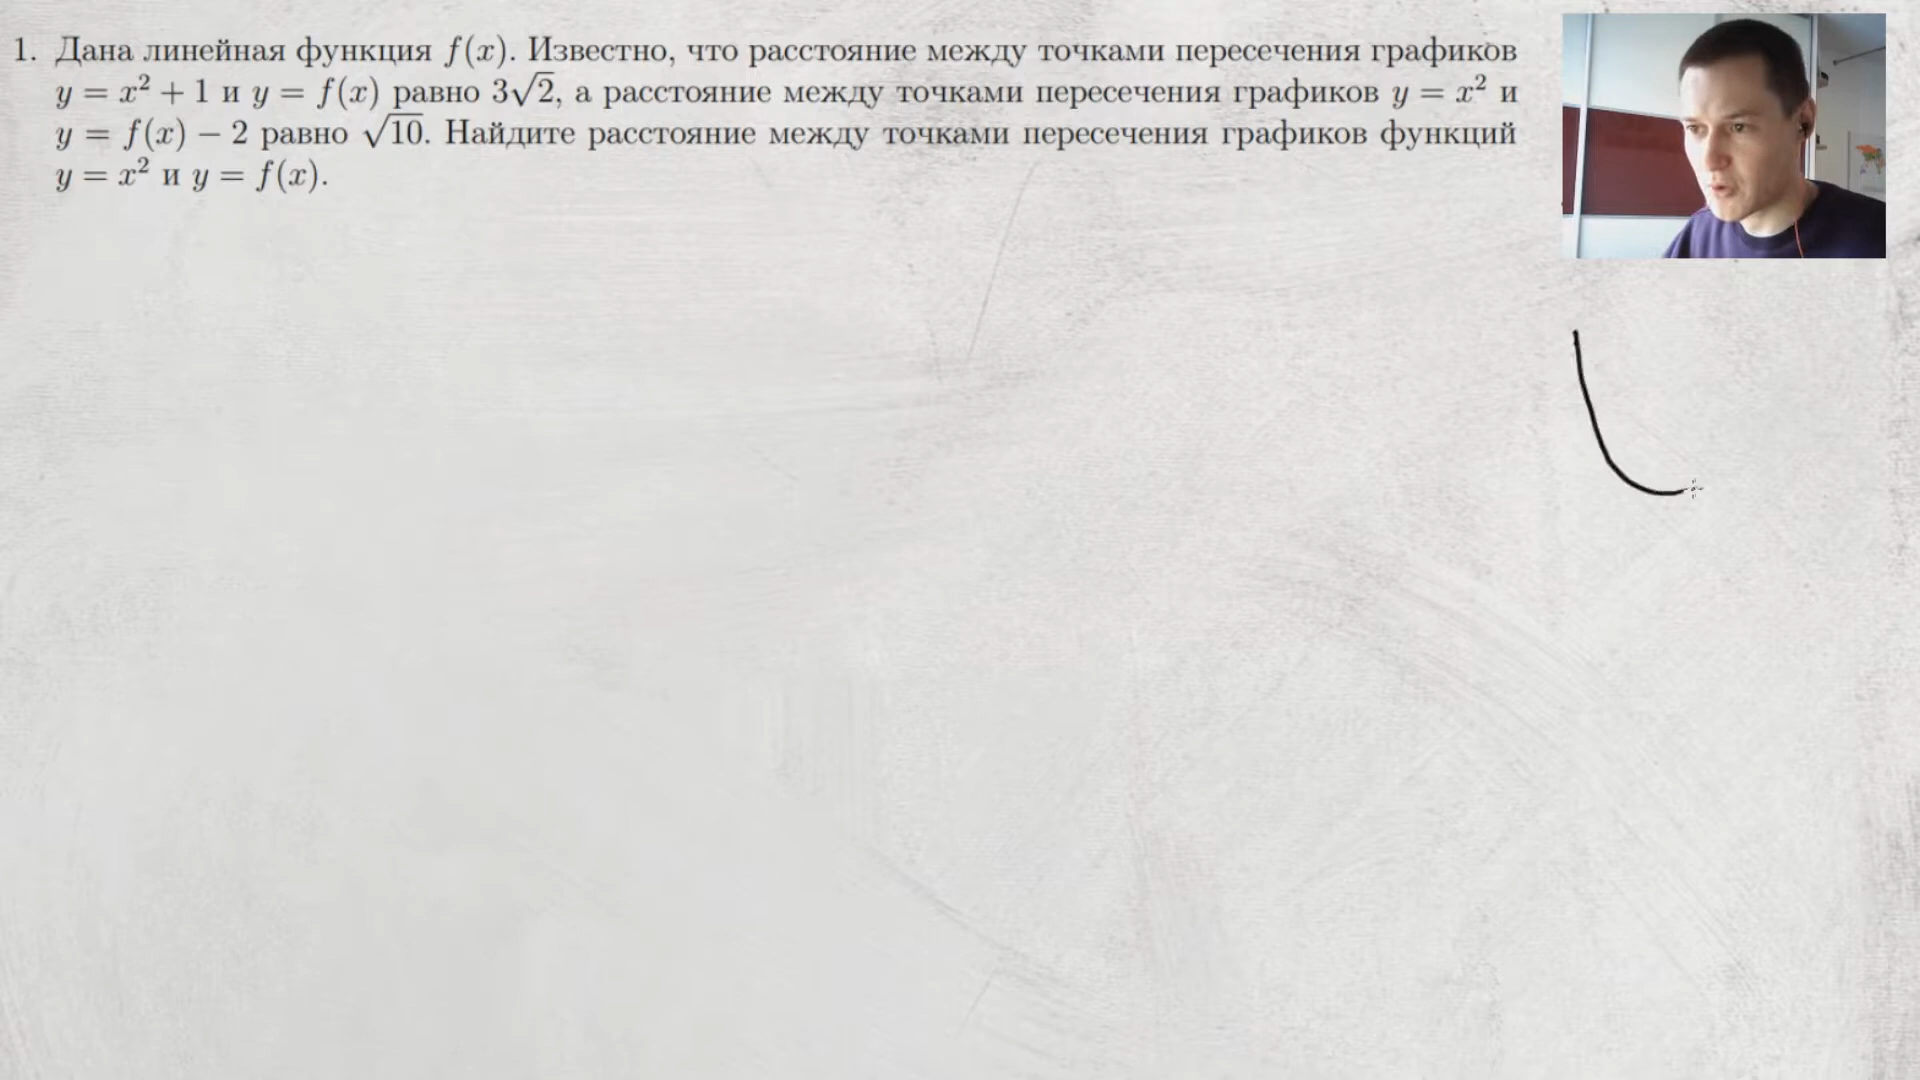 1. Дана линейная функция f(x). Известно, что расстояние между точками пересечения графиков
y = x² + 1 и y = f(x) равно 3√2, а расстояние между точками пересечения графиков y = x² и
y = f(x) − 2 равно √10. Найдите расстояние между точками пересечения графиков функций
y = x² и y = f(x).